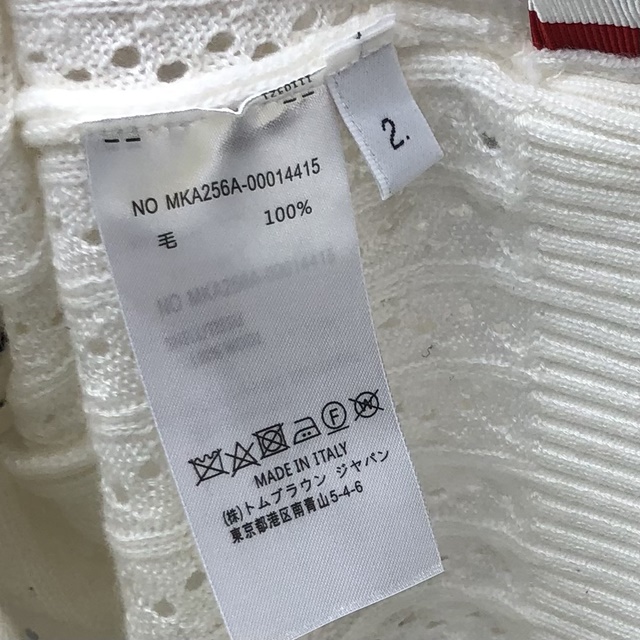 2.
NO MKA256A-00014415
毛 100%
MADE IN ITALY
(株)トムブラウン ジャパン
東京都港区南青山5-4-6